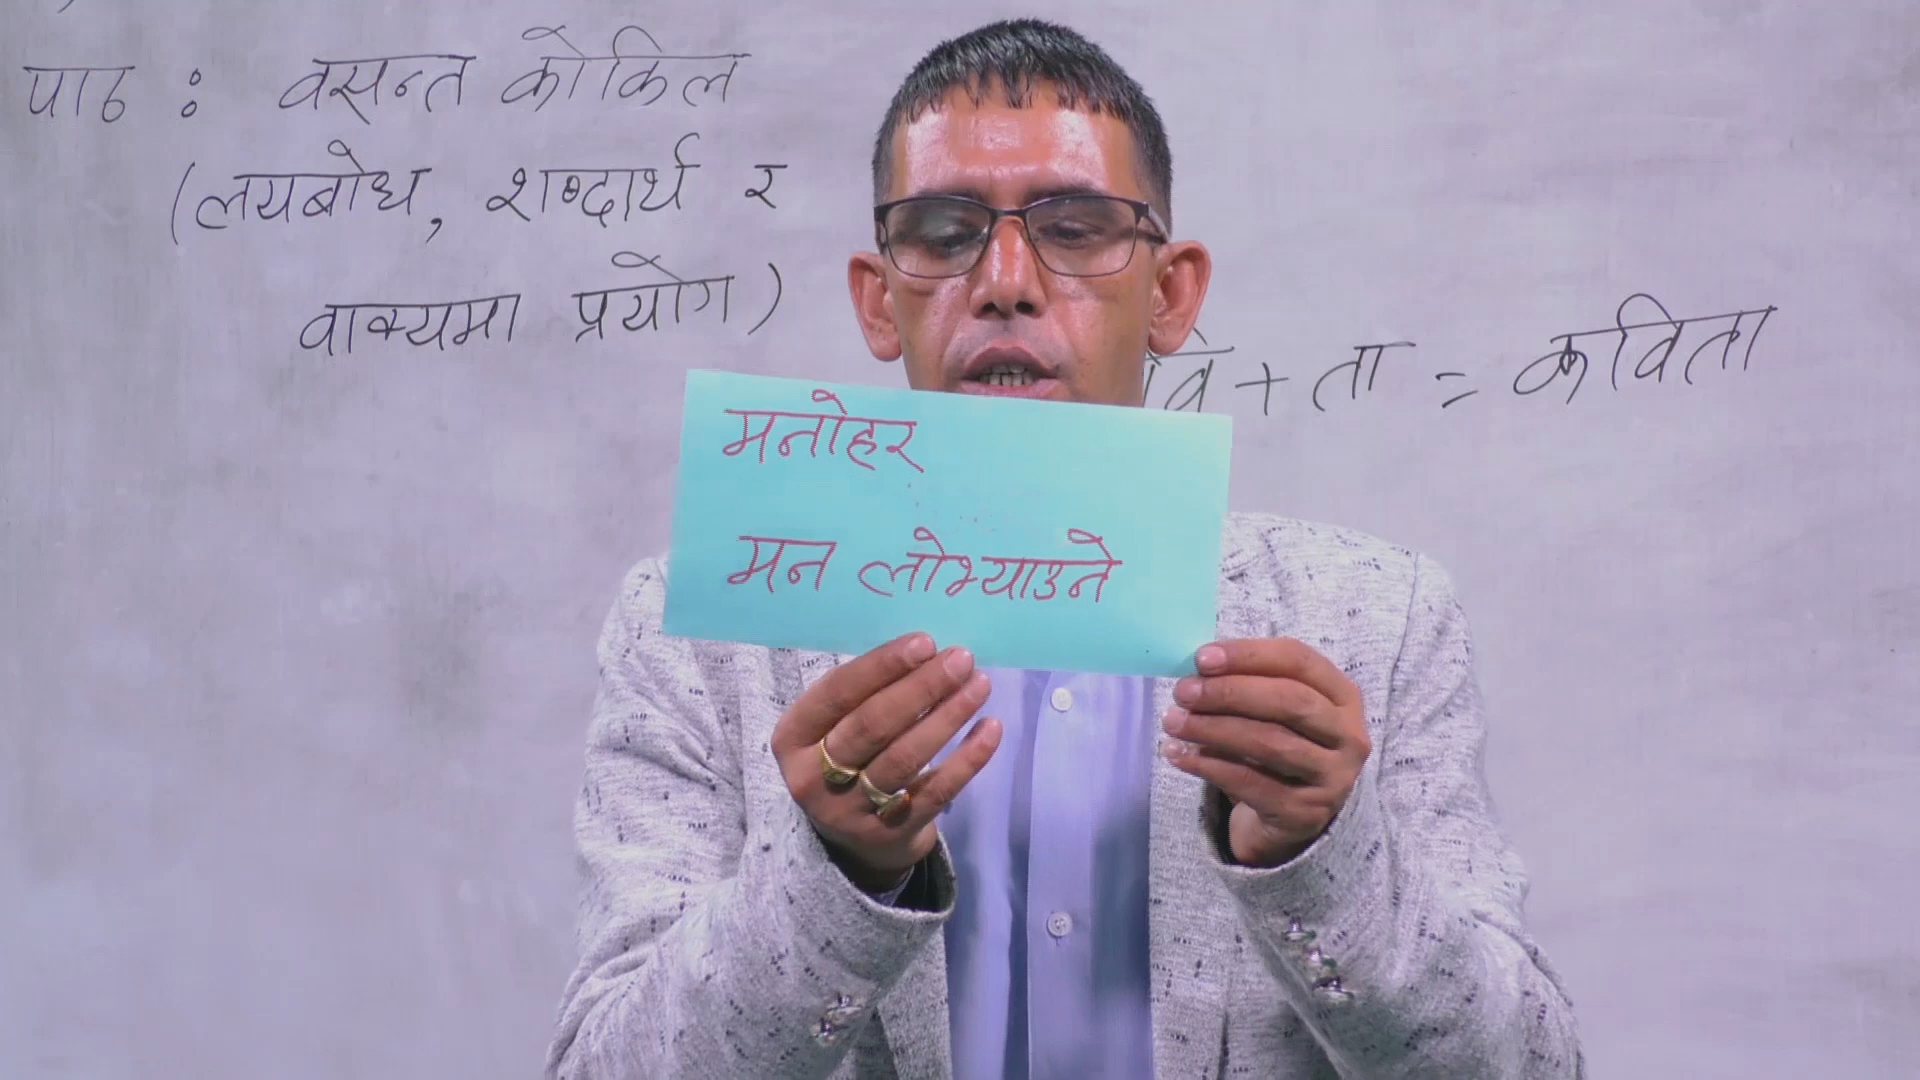 पाठ : वसन्त कोकिल
(लयबोध, शब्दार्थ र
वाक्यमा प्रयोग)
+ ता = कविता
मनोहर
मन लोभ्याउने